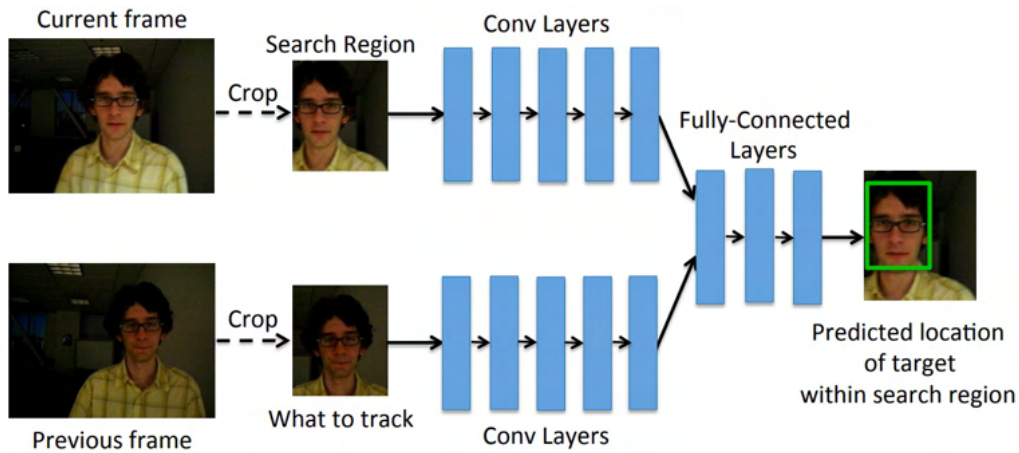 Current frame
Crop
Search Region
Conv Layers
Fully-Connected
Layers
Previous frame
Crop
What to track
Conv Layers
Predicted location
of target
within search region